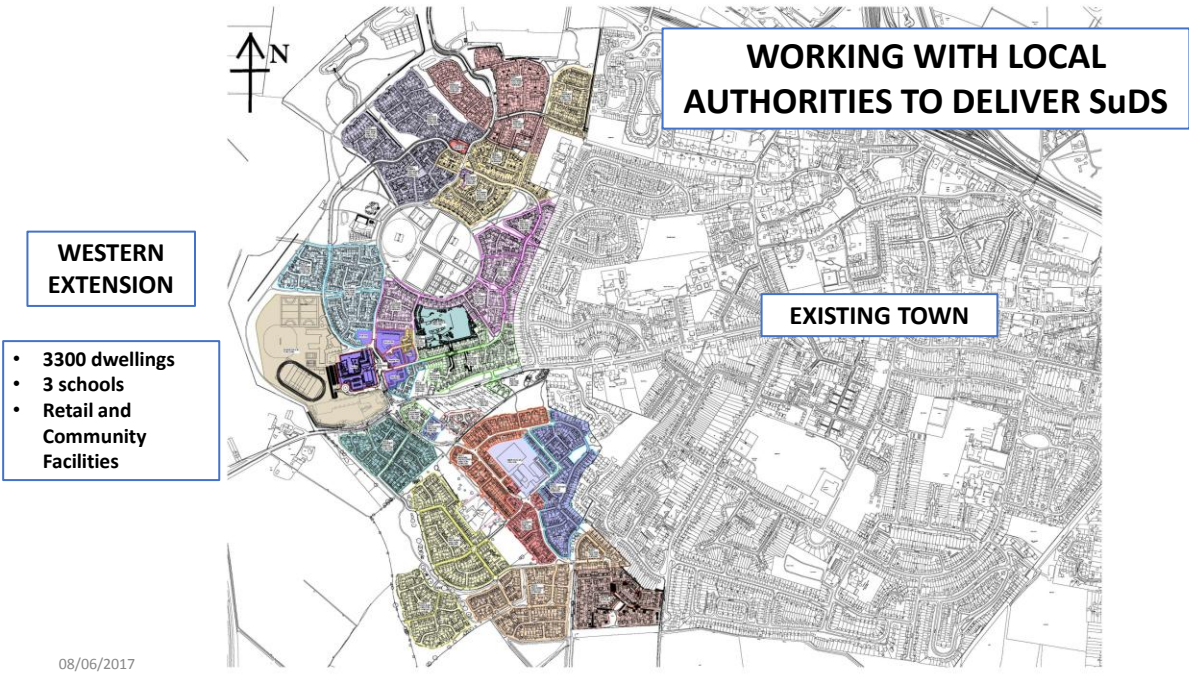 N
WORKING WITH LOCAL
AUTHORITIES TO DELIVER SuDS
WESTERN
EXTENSION
EXISTING TOWN
• 3300 dwellings
• 3 schools
• Retail and
Community
Facilities
08/06/2017